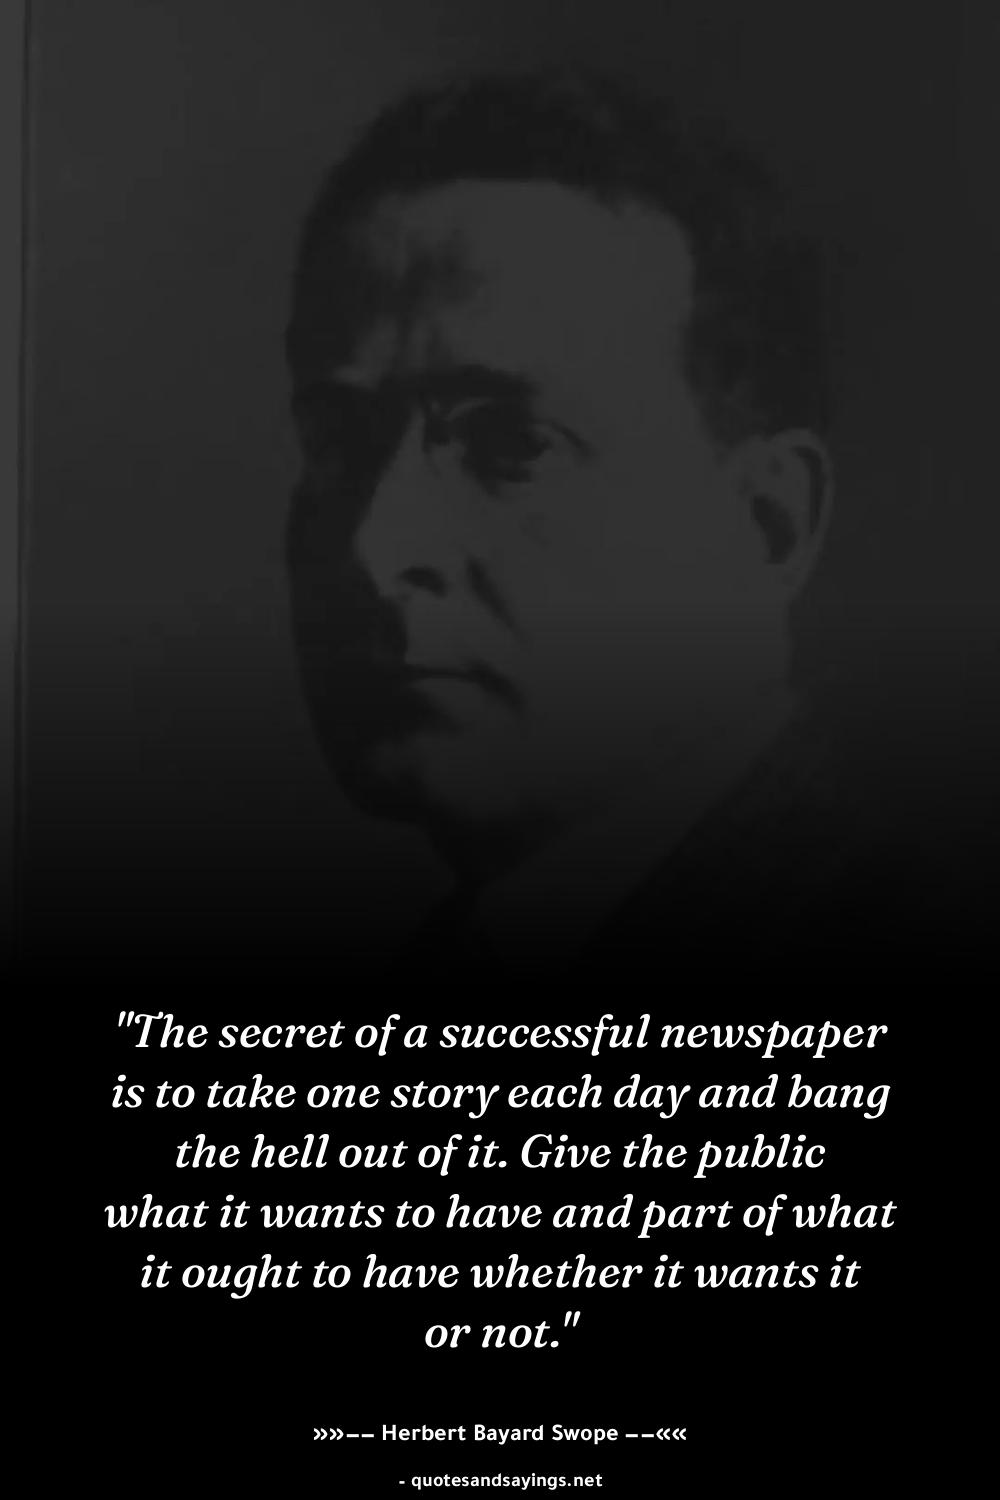 "The secret of a successful newspaper
is to take one story each day and bang
the hell out of it. Give the public
what it wants to have and part of what
it ought to have whether it wants it
or not."
»»–– Herbert Bayard Swope ––««
- quotesandsayings.net